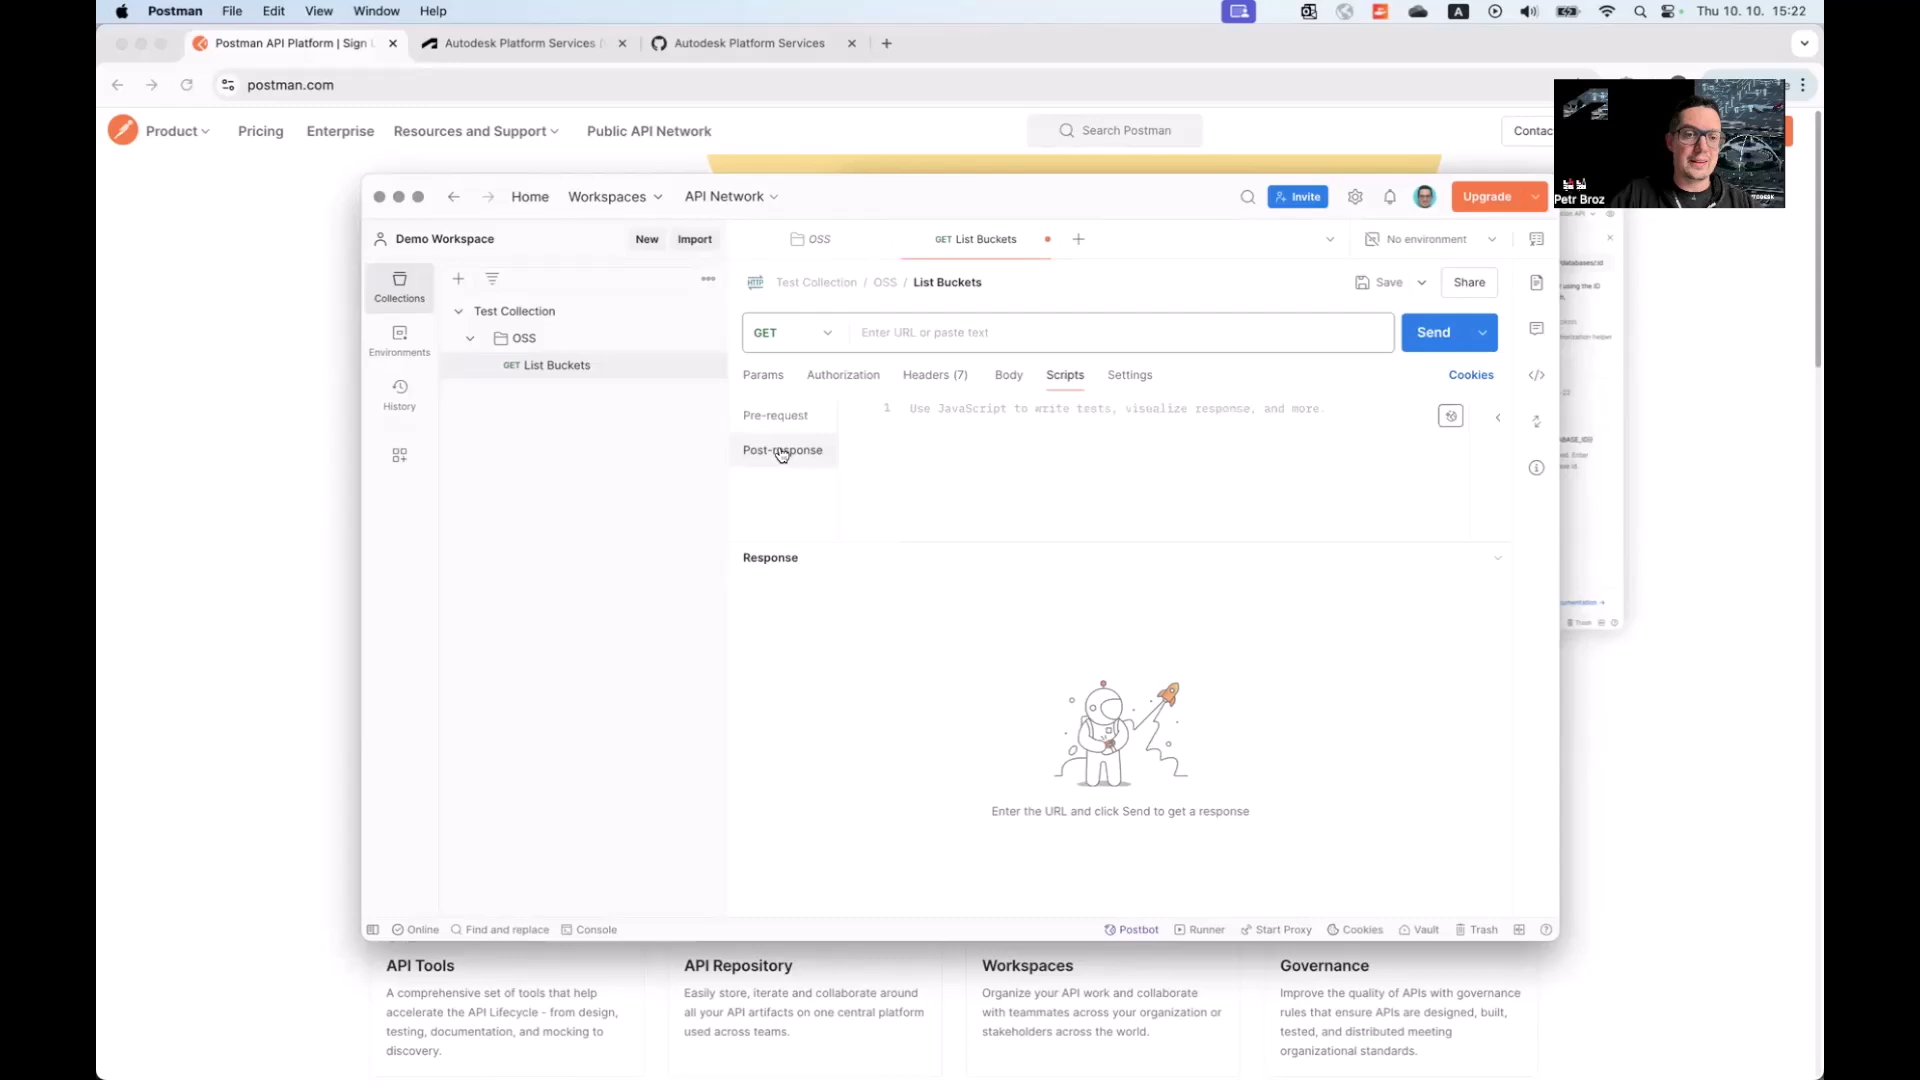 Postman File Edit View Window Help
A
Thu 10. 10. 15:22
Postman API Platform | Sign
Autodesk Platform Services
Autodesk Platform Services
postman.com
Product
Pricing
Enterprise
Resources and Support
Public API Network
Search Postman
Contac
Petr Broz
Home
Workspaces
API Network
Invite
Upgrade
Demo Workspace
New
Import
OSS
GET List Buckets
No environment
Collections
Environments
History
Test Collection
OSS
GET List Buckets
HTTP
Test Collection / OSS / List Buckets
Save
Share
GET
Enter URL or paste text
Send
Params
Authorization
Headers (7)
Body
Scripts
Settings
Cookies
Pre-request
Post-response
1 Use JavaScript to write tests, visualize response, and more.
Response
Enter the URL and click Send to get a response
Online
Find and replace
Console
Postbot
Runner
Start Proxy
Cookies
Vault
Trash
Trash
API Tools
A comprehensive set of tools that help
accelerate the API Lifecycle - from design,
testing, documentation, and mocking to
discovery.
API Repository
Easily store, iterate and collaborate around
all your API artifacts on one central platform
used across teams.
Workspaces
Organize your API work and collaborate
with teammates across your organization or
stakeholders across the world.
Governance
Improve the quality of APIs with governance
rules that ensure APIs are designed, built,
tested, and distributed meeting
organizational standards.